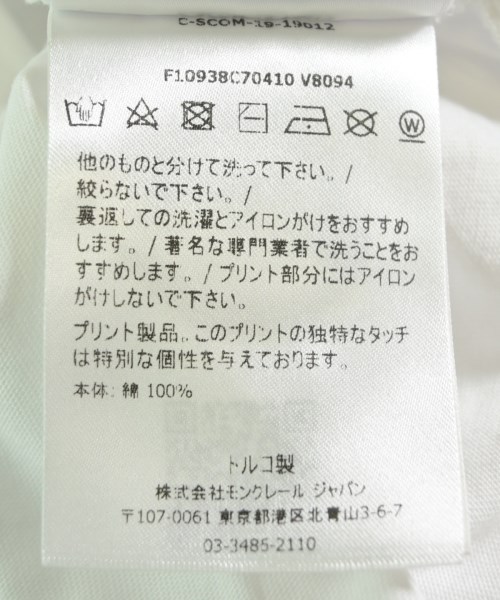 C-SCOM-19-19012
F10938C70410 V8094
W
他のものと分けて洗って下さい。/
絞らないで下さい。/
裏返しての洗濯とアイロンがけをおすすめ
します。/ 著名な専門業者で洗うことをお
すすめします。/ プリント部分にはアイロン
がけしないで下さい。
プリント製品。このプリントの独特なタッチ
は特別な個性を与えております。
本体: 綿 100%
トルコ製
株式会社モンクレール ジャパン
〒107-0061 東京都港区北青山3-6-7
03-3485-2110